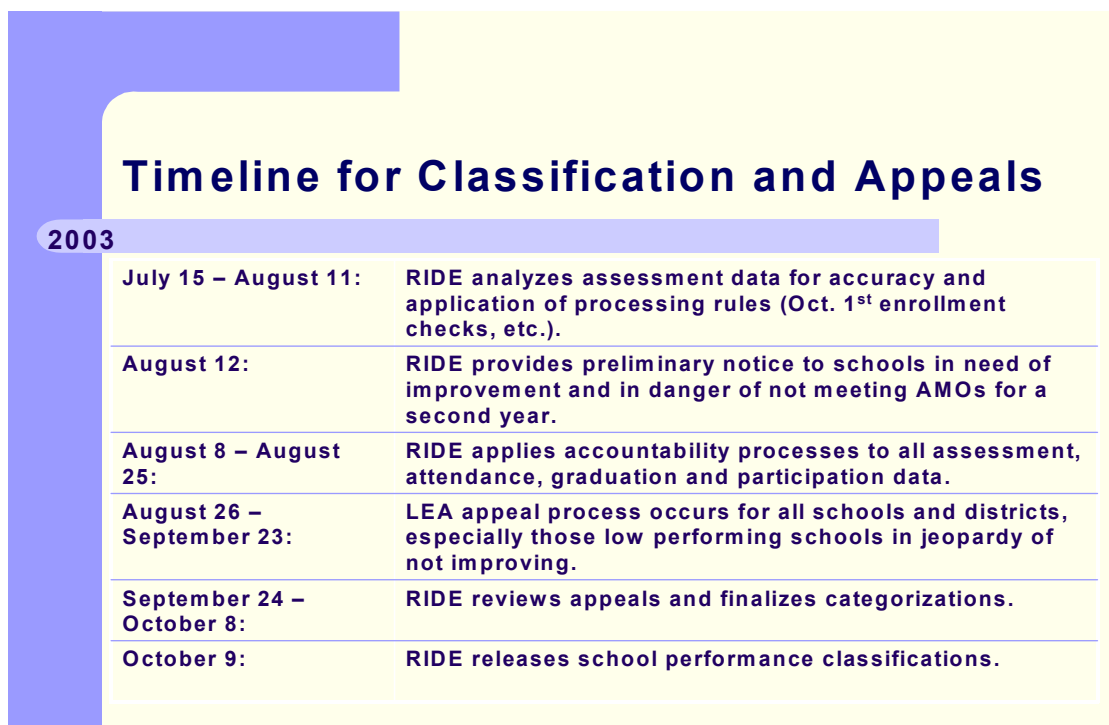 Timeline for Classification and Appeals
2003
July 15 – August 11:
RIDE analyzes assessment data for accuracy and
application of processing rules (Oct. 1st enrollment
checks, etc.).
August 12:
RIDE provides preliminary notice to schools in need of
improvement and in danger of not meeting AMOs for a
second year.
August 8 – August
25:
RIDE applies accountability processes to all assessment,
attendance, graduation and participation data.
August 26 –
September 23:
LEA appeal process occurs for all schools and districts,
especially those low performing schools in jeopardy of
not improving.
September 24 –
October 8:
RIDE reviews appeals and finalizes categorizations.
October 9:
RIDE releases school performance classifications.